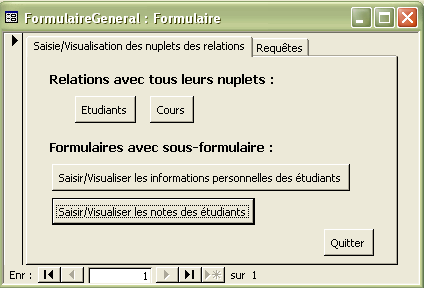 FormulaireGeneral : Formulaire
Saisie/Visualisation des nuplets des relations
Requêtes
Relations avec tous leurs nuplets :
Etudiants
Cours
Formulaires avec sous-formulaire :
Saisir/Visualiser les informations personnelles des étudiants
Saisir/Visualiser les notes des étudiants
Quitter
Enr : 1 sur 1